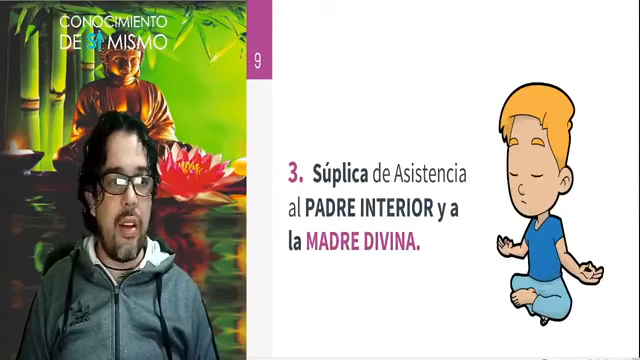 CONOCIMIENTO
DE SÍ MISMO
9
3. Súplica de Asistencia
al PADRE INTERIOR y a
la MADRE DIVINA.